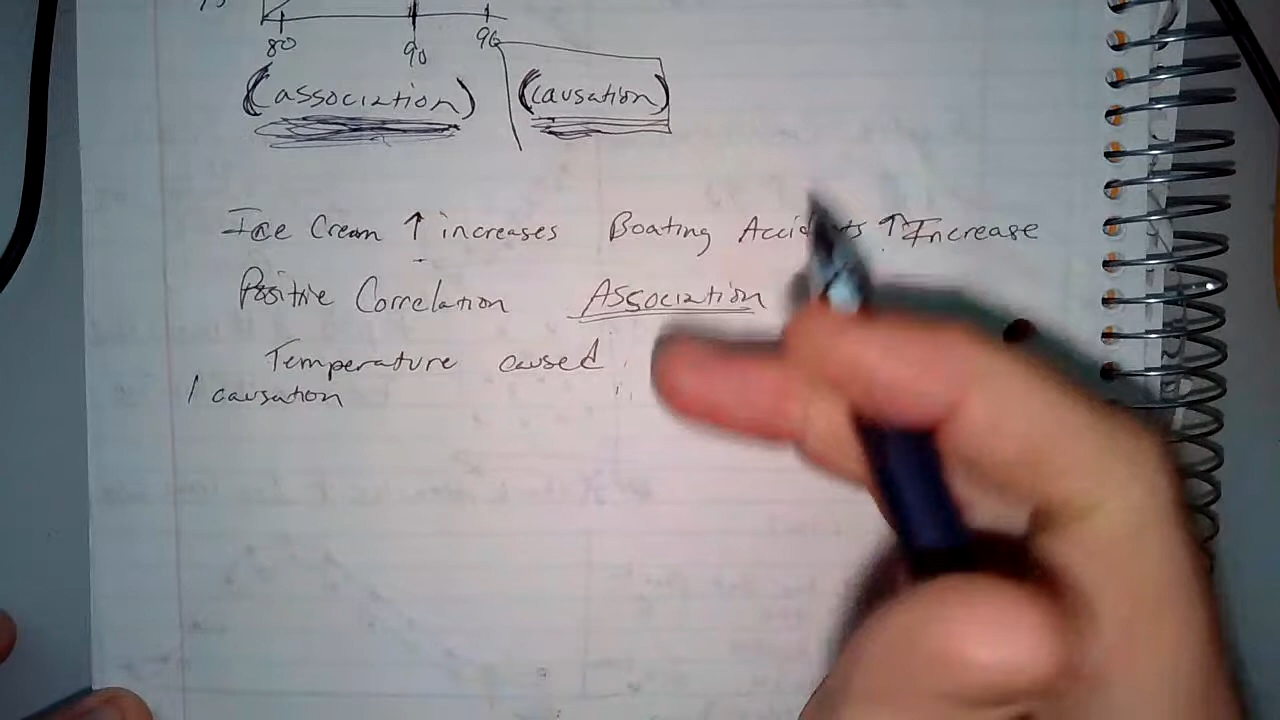 80 90 96
(association) (causation)
Ice Cream ↑ increases Boating Accidents ↑ Increase
Positive Correlation Association
Temperature caused
causation